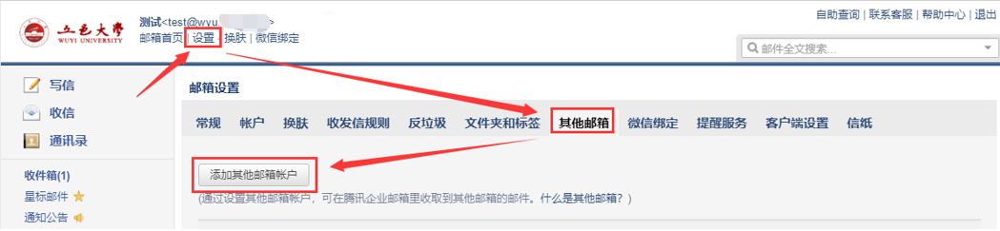 自助查询 | 联系客服 | 帮助中心 | 退出
五邑大學
WUYI UNIVERSITY
测试<test@wyu.
邮箱首页 | 设置 - 换肤 | 微信绑定
邮件全文搜索...
写信
收信
通讯录
收件箱(1)
星标邮件
通知公告
邮箱设置
常规 帐户 换肤 收发信规则 反垃圾 文件夹和标签 其他邮箱 微信绑定 提醒服务 客户端设置 信纸
添加其他邮箱帐户
(通过设置其他邮箱帐户，可在腾讯企业邮箱里收取到其他邮箱的邮件。什么是其他邮箱？)